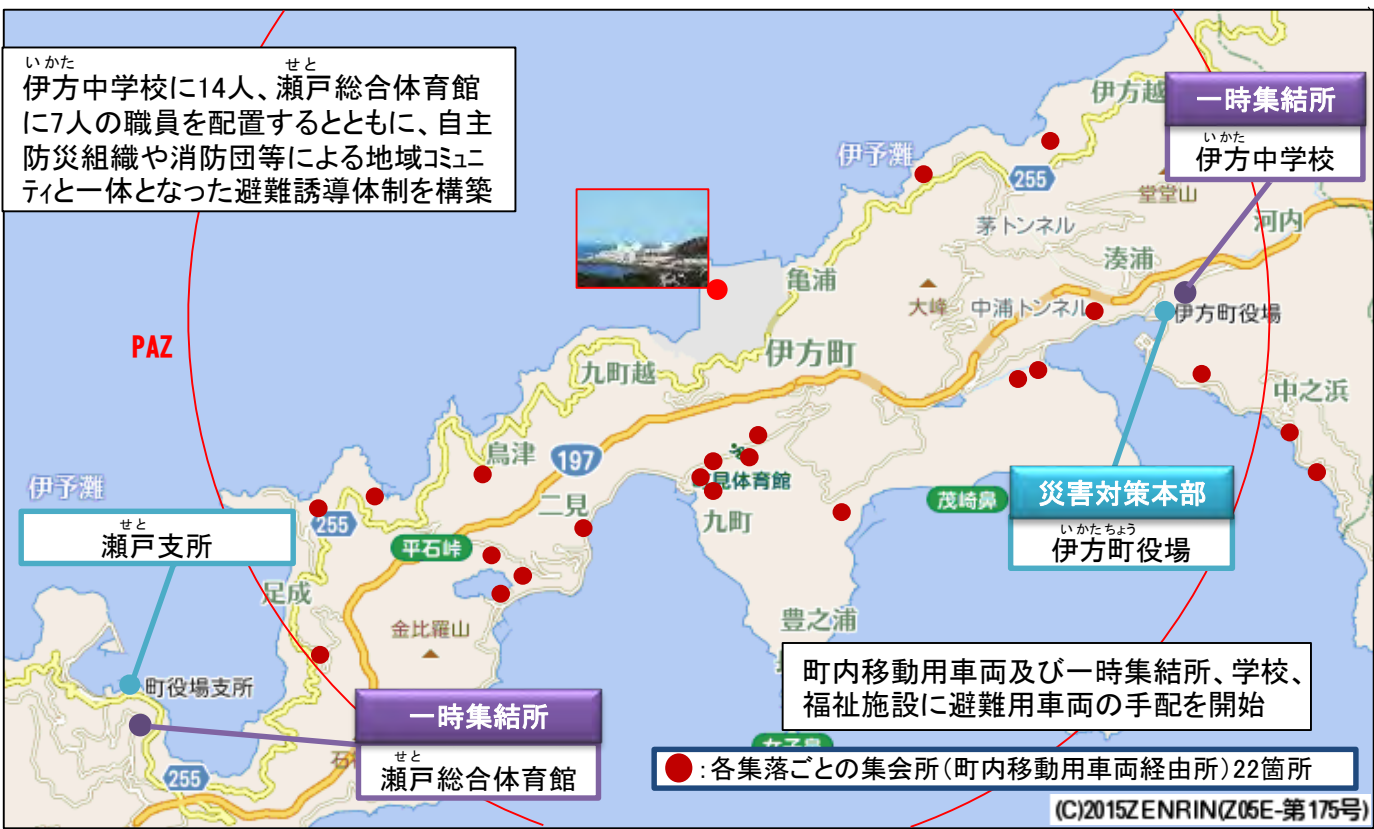 いかた
せと
伊方中学校に14人、瀬戸総合体育館
に7人の職員を配置するとともに、自主
防災組織や消防団等による地域コミュニ
ティと一体となった避難誘導体制を構築
伊方越
一時集結所
いかた
伊方中学校
伊予灘
255
堂堂山
茅トンネル
河内
湊浦
亀浦
大峰
中浦トンネル
伊方町役場
PAZ
伊方町
九町越
中之浜
鳥津
197
伊予灘
見体育館
災害対策本部
いかたちょう
伊方町役場
茂崎鼻
二見
九町
255
せと
瀬戸支所
平石峠
足成
豊之浦
金比羅山
町内移動用車両及び一時集結所、学校、
福祉施設に避難用車両の手配を開始
町役場支所
一時集結所
せと
瀬戸総合体育館
女子鼻
255
:各集落ごとの集会所(町内移動用車両経由所)22箇所
(C)2015ZENRIN(Z05E-第175号)